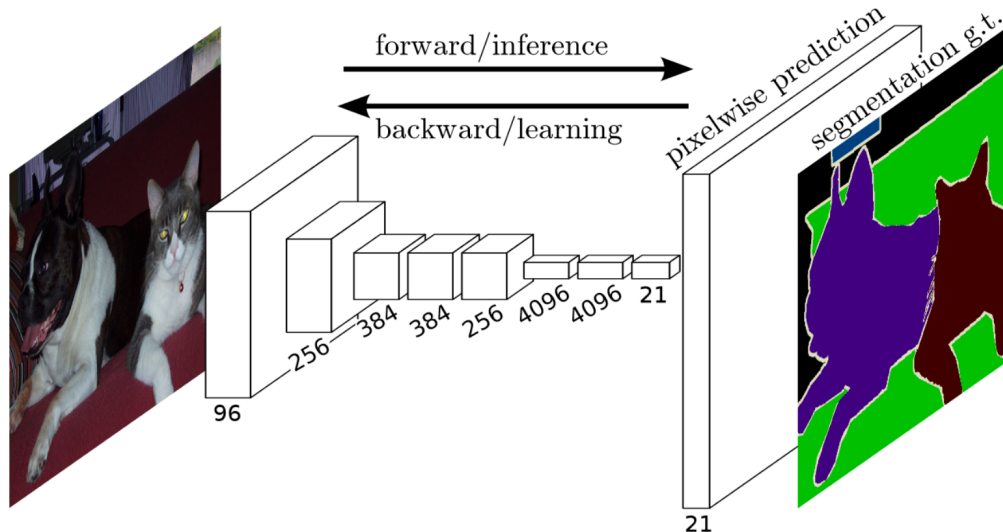 forward/inference
backward/learning
pixelwise prediction
segmentation g.t.
96
256
384
384
256
4096
4096
21
21